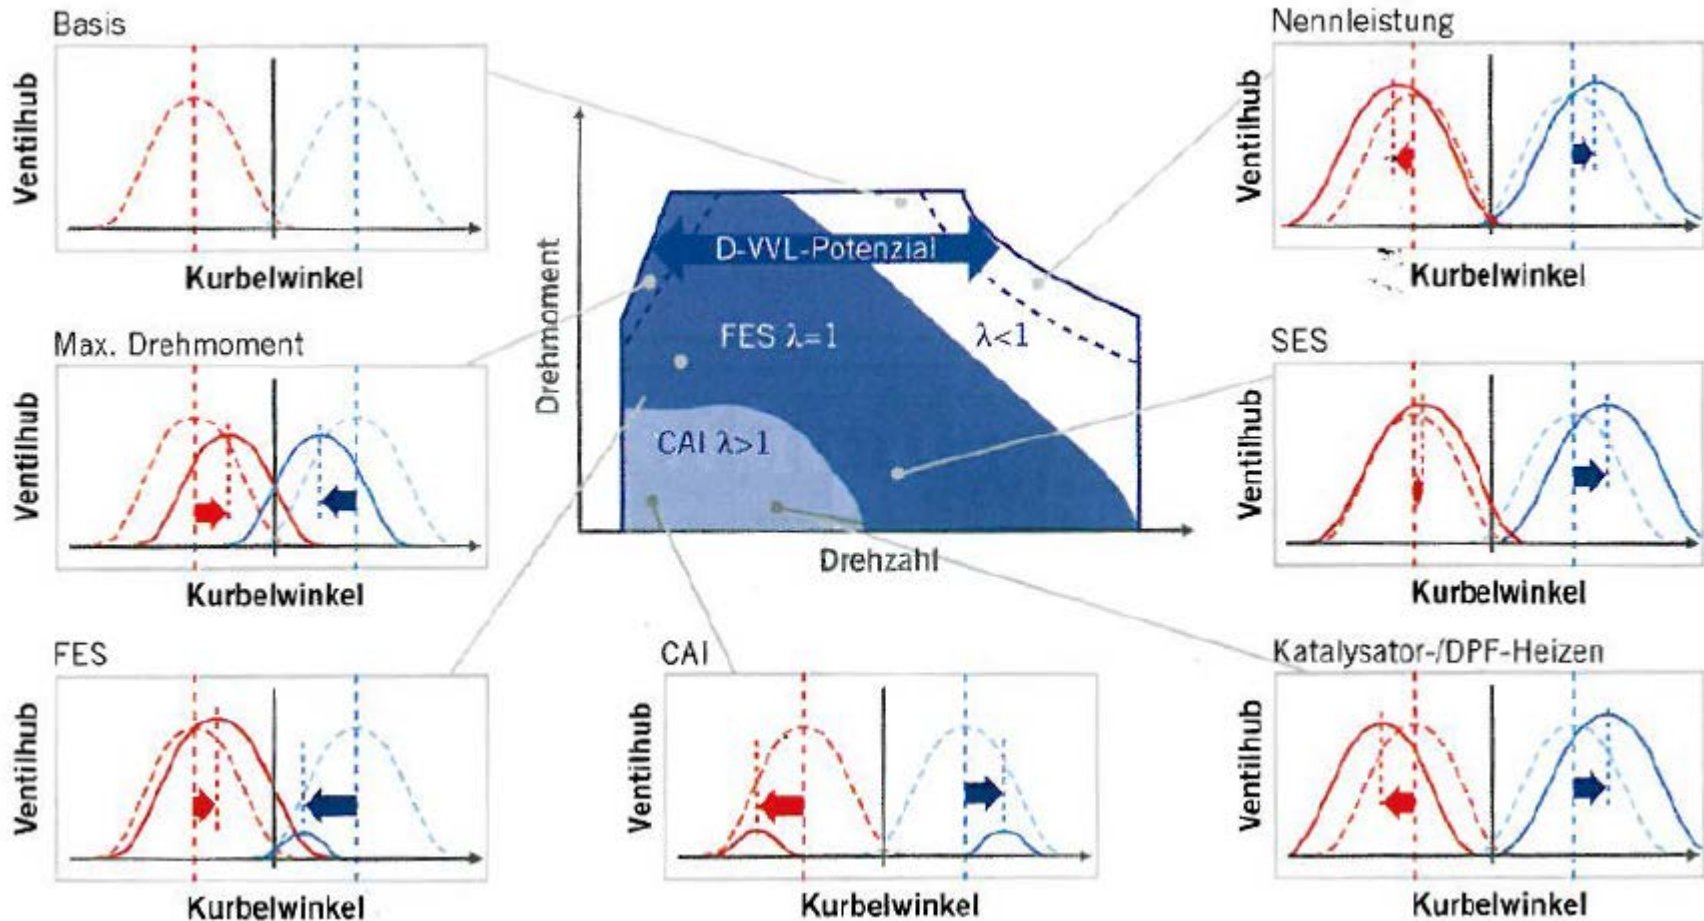 Basis
Ventilhub
Kurbelwinkel
Max. Drehmoment
Ventilhub
Kurbelwinkel
FES
Ventilhub
Kurbelwinkel
Drehmoment
D-VVL-Potenzial
FES λ=1
λ<1
CAI λ>1
Drehzahl
CAI
Ventilhub
Kurbelwinkel
Nennleistung
Ventilhub
Kurbelwinkel
SES
Ventilhub
Kurbelwinkel
Katalysator-/DPF-Heizen
Ventilhub
Kurbelwinkel